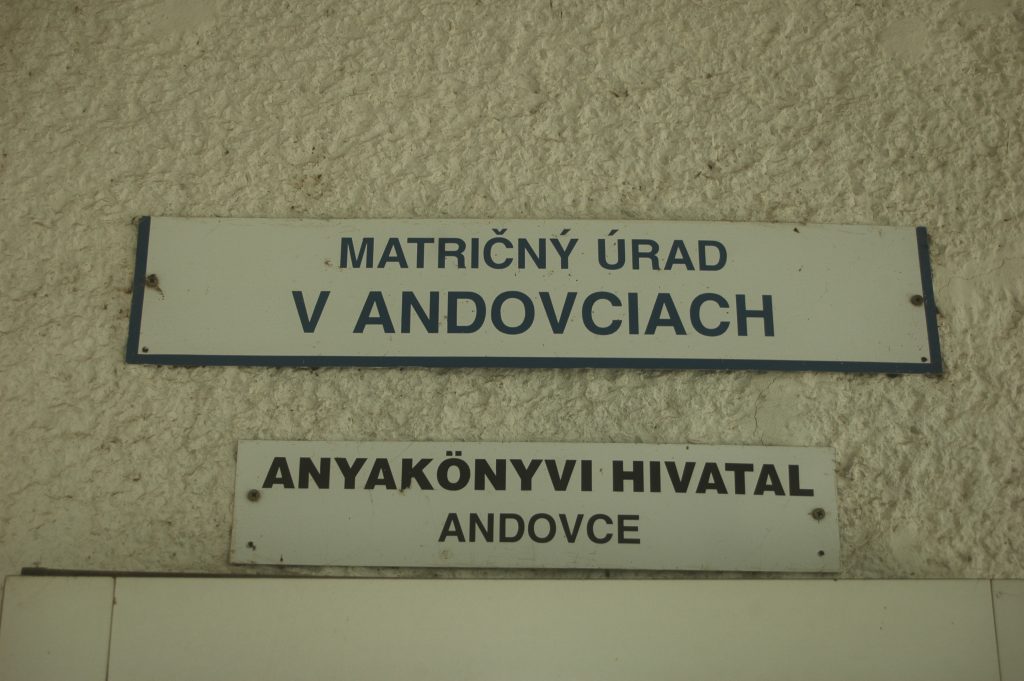 MATRIČNÝ ÚRAD
V ANDOVCIACH
ANYAKÖNYVI HIVATAL
ANDOVCE